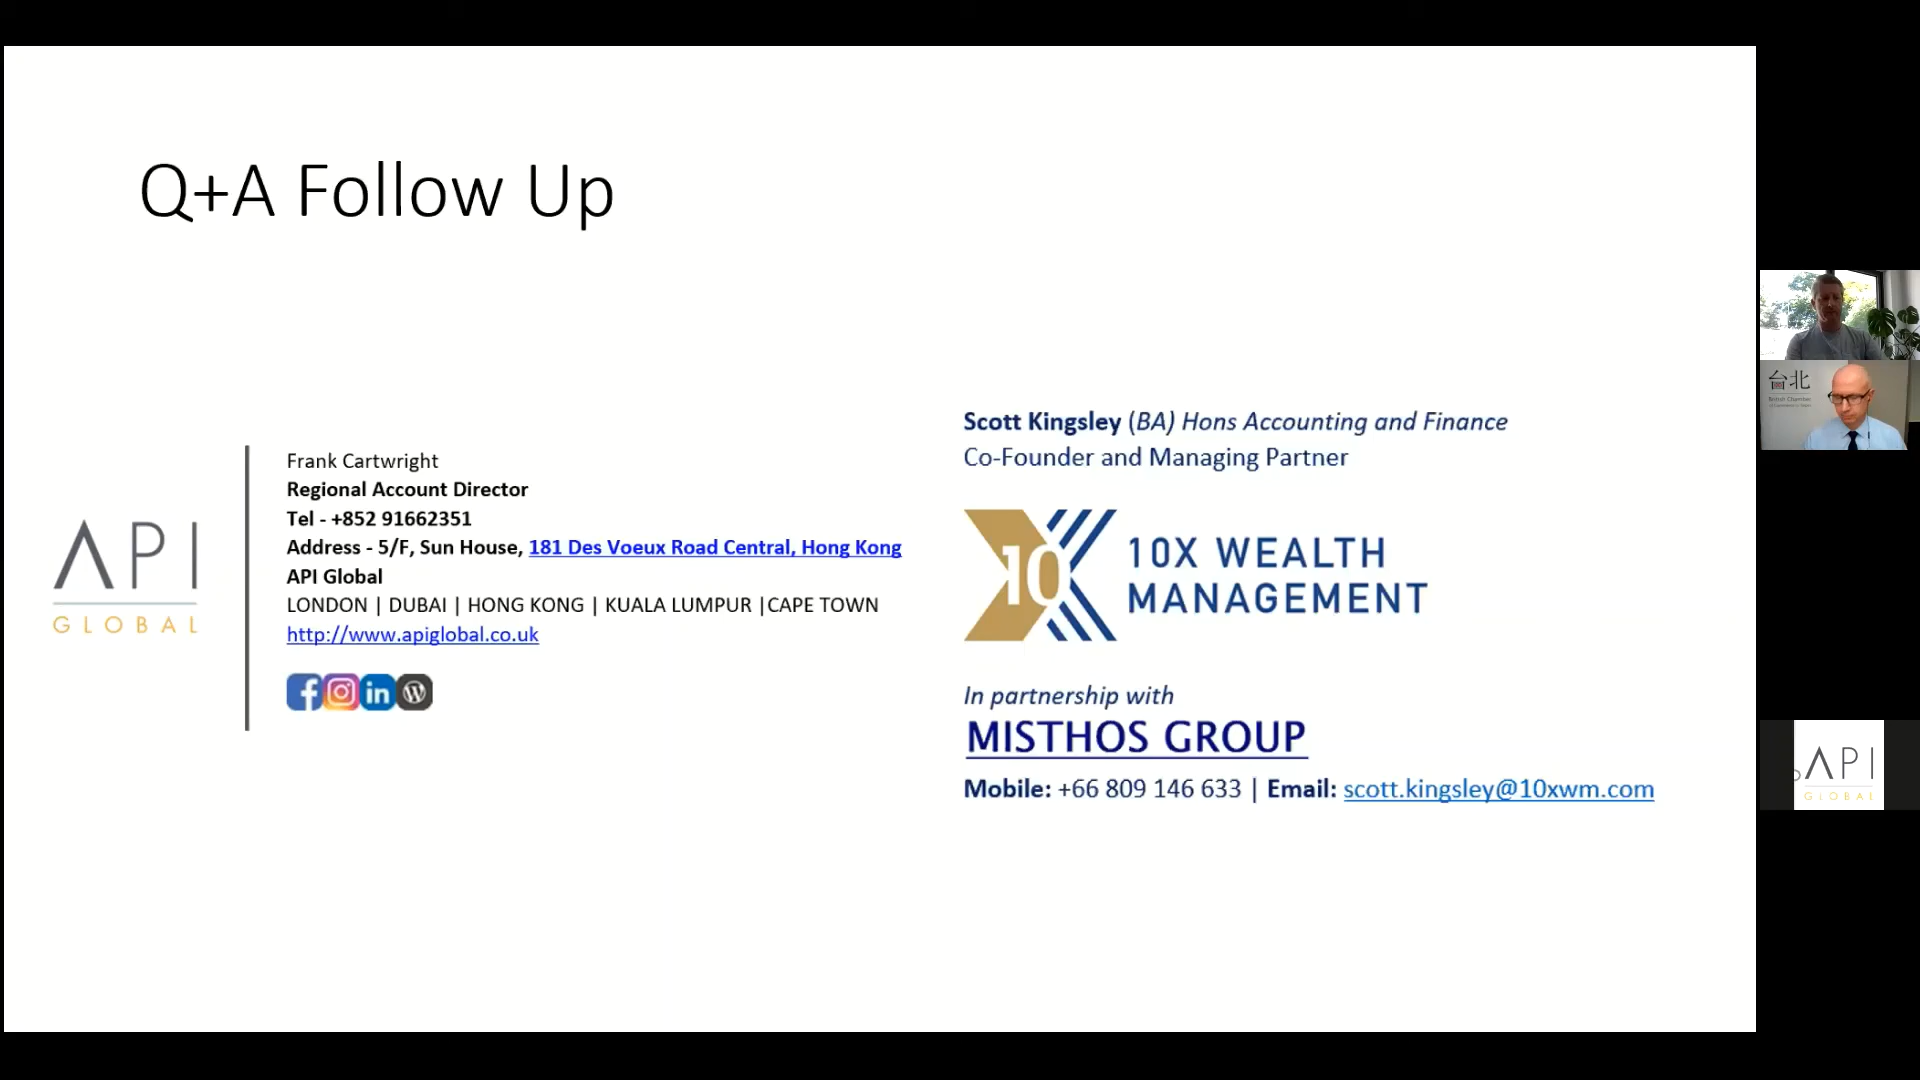 Q+A Follow Up
Frank Cartwright
Regional Account Director
Tel - +852 91662351
Address - 5/F, Sun House, 181 Des Voeux Road Central, Hong Kong
API Global
LONDON | DUBAI | HONG KONG | KUALA LUMPUR |CAPE TOWN
http://www.apiglobal.co.uk
API
GLOBAL
Scott Kingsley (BA) Hons Accounting and Finance
Co-Founder and Managing Partner
10X
10X WEALTH
MANAGEMENT
In partnership with
MISTHOS GROUP
Mobile: +66 809 146 633 | Email: scott.kingsley@10xwm.com
台北
British Chamber
API
GLOBAL